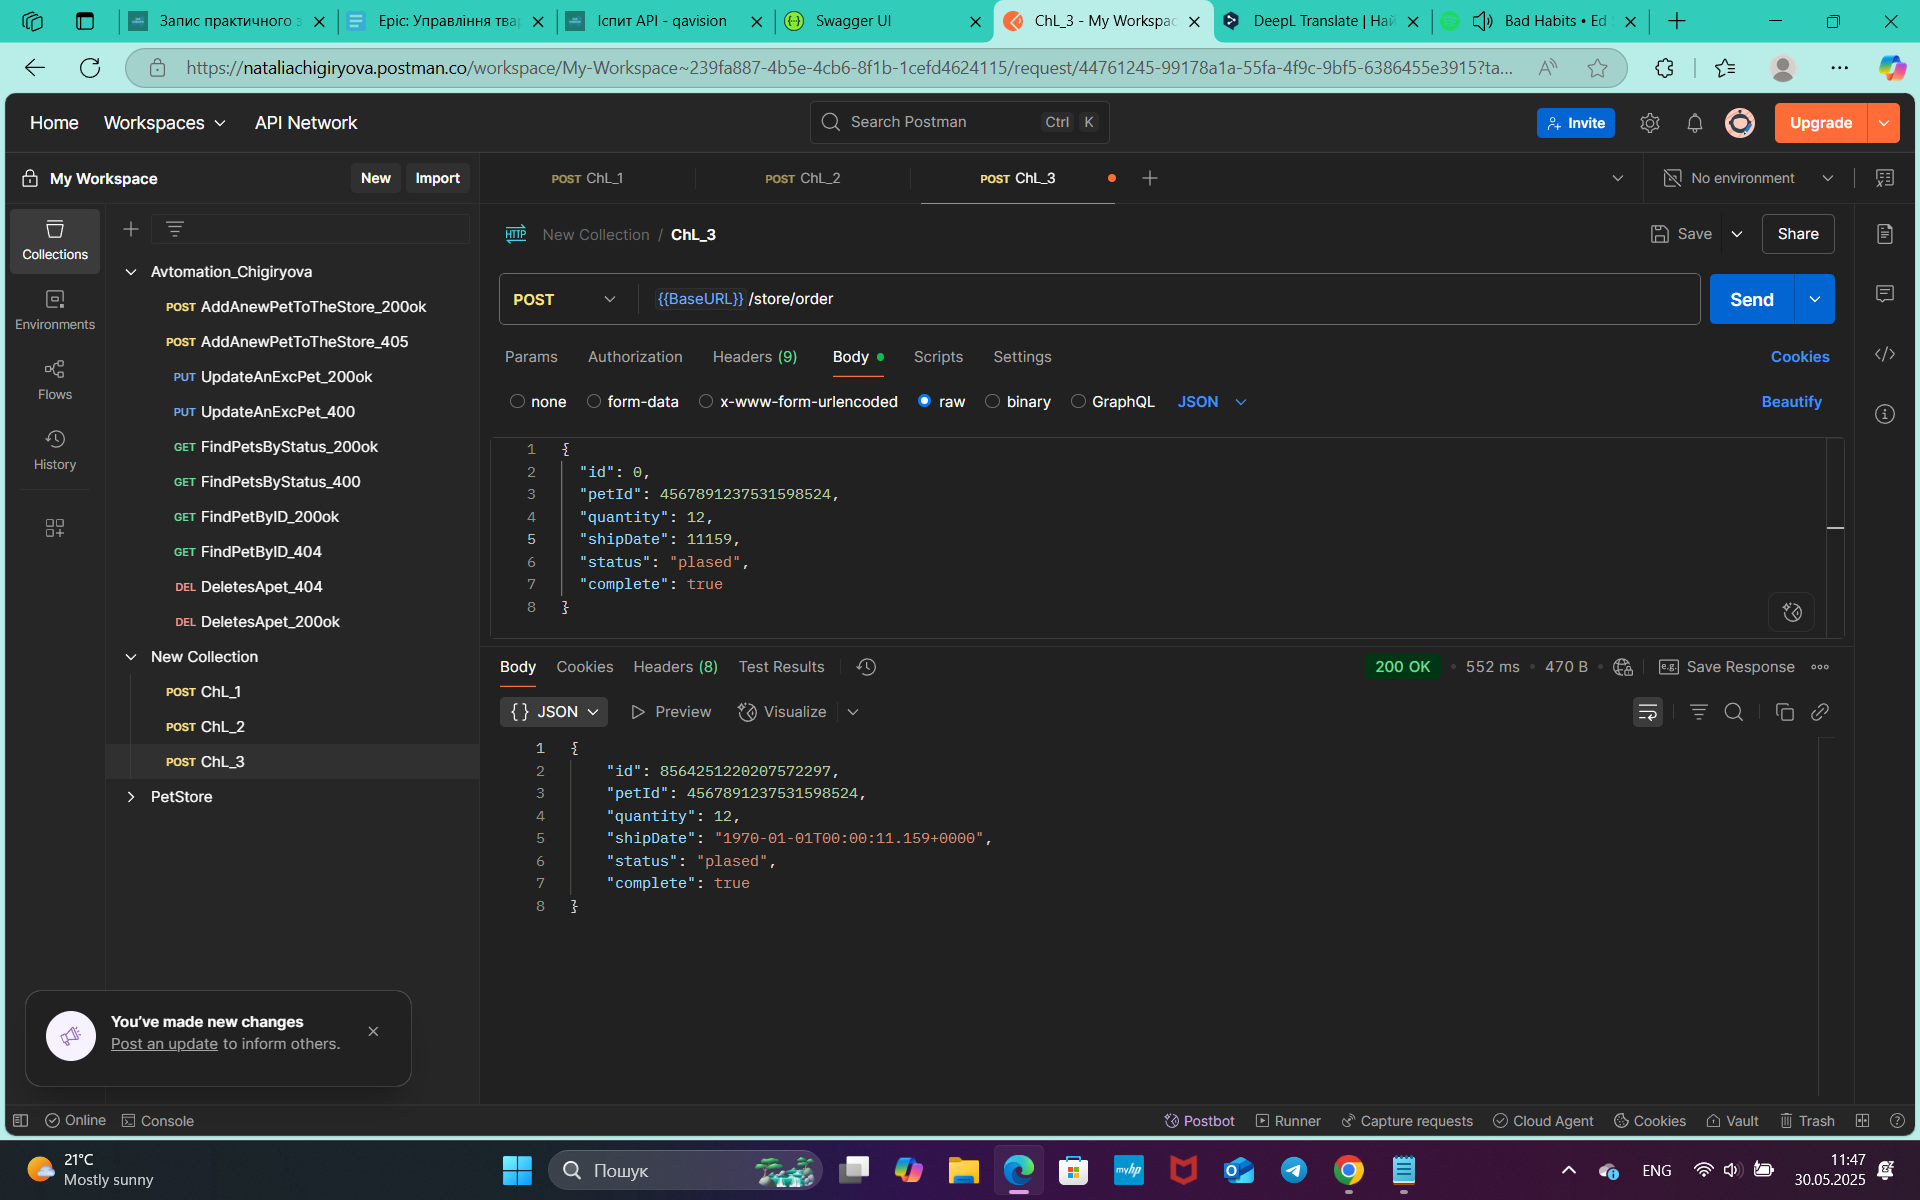 Запис практичного з
Epic: Управління тва
Іспит API - qavision
Swagger UI
ChL_3 - My Workspac
DeepL Translate | Най
Bad Habits • Ed S
https://nataliachigiryova.postman.co/workspace/My-Workspace~239fa887-4b5e-4cb6-8f1b-1cefd4624115/request/44761245-99178a1a-55fa-4f9c-9bf5-6386455e3915?ta...
Home
Workspaces
API Network
Search Postman
Ctrl K
Invite
Upgrade
My Workspace
New
Import
POST ChL_1
POST ChL_2
POST ChL_3
No environment
Collections
Environments
Flows
History
Avtomation_Chigiryova
POST AddAnewPetToTheStore_200ok
POST AddAnewPetToTheStore_405
PUT UpdateAnExcPet_200ok
PUT UpdateAnExcPet_400
GET FindPetsByStatus_200ok
GET FindPetsByStatus_400
GET FindPetByID_200ok
GET FindPetByID_404
DEL DeletesApet_404
DEL DeletesApet_200ok
New Collection
POST ChL_1
POST ChL_2
POST ChL_3
PetStore
HTTP New Collection / ChL_3
Save
Share
POST
{{BaseURL}} /store/order
Send
Params
Authorization
Headers (9)
Body
Scripts
Settings
Cookies
none
form-data
x-www-form-urlencoded
raw
binary
GraphQL
JSON
Beautify
1 {
2 "id": 0,
3 "petId": 4567891237531598524,
4 "quantity": 12,
5 "shipDate": 11159,
6 "status": "plased",
7 "complete": true
8 }
Body
Cookies
Headers (8)
Test Results
200 OK
552 ms
470 B
e.g. Save Response
{} JSON
Preview
Visualize
1 {
2 "id": 8564251220207572297,
3 "petId": 4567891237531598524,
4 "quantity": 12,
5 "shipDate": "1970-01-01T00:00:11.159+0000",
6 "status": "plased",
7 "complete": true
8 }
You've made new changes
Post an update to inform others.
Online
Console
Postbot
Runner
Capture requests
Cloud Agent
Cookies
Vault
Trash
21°C
Mostly sunny
Пошук
myhp
ENG
11:47
30.05.2025